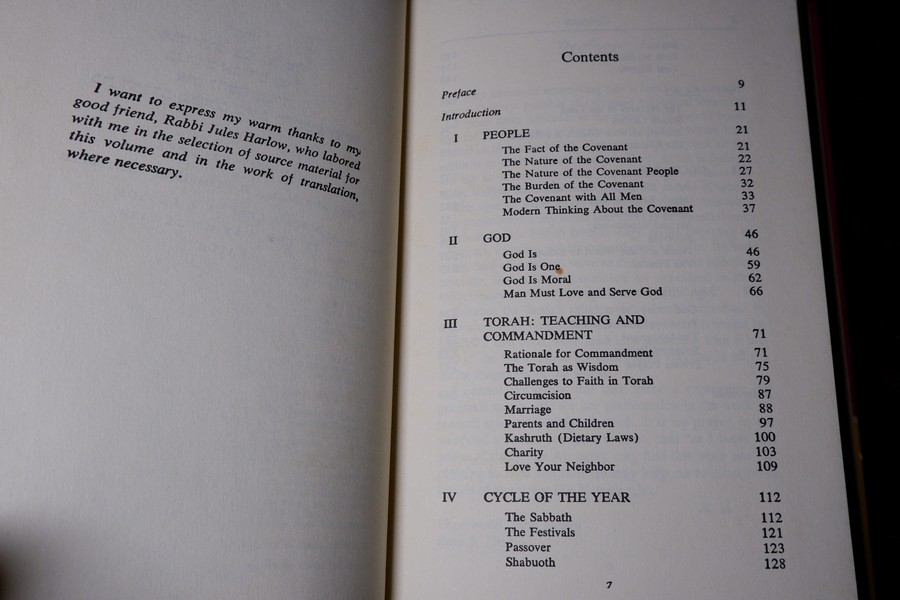 I want to express my warm thanks to my
good friend, Rabbi Jules Harlow, who labored
with me in the selection of source material for
this volume and in the work of translation,
where necessary.
Contents
Preface 9
Introduction 11
I PEOPLE 21
The Fact of the Covenant 21
The Nature of the Covenant 22
The Nature of the Covenant People 27
The Burden of the Covenant 32
The Covenant with All Men 33
Modern Thinking About the Covenant 37
II GOD 46
God Is 46
God Is One 59
God Is Moral 62
Man Must Love and Serve God 66
III TORAH: TEACHING AND
COMMANDMENT 71
Rationale for Commandment 71
The Torah as Wisdom 75
Challenges to Faith in Torah 79
Circumcision 87
Marriage 88
Parents and Children 97
Kashruth (Dietary Laws) 100
Charity 103
Love Your Neighbor 109
IV CYCLE OF THE YEAR 112
The Sabbath 112
The Festivals 121
Passover 123
Shabuoth 128
7